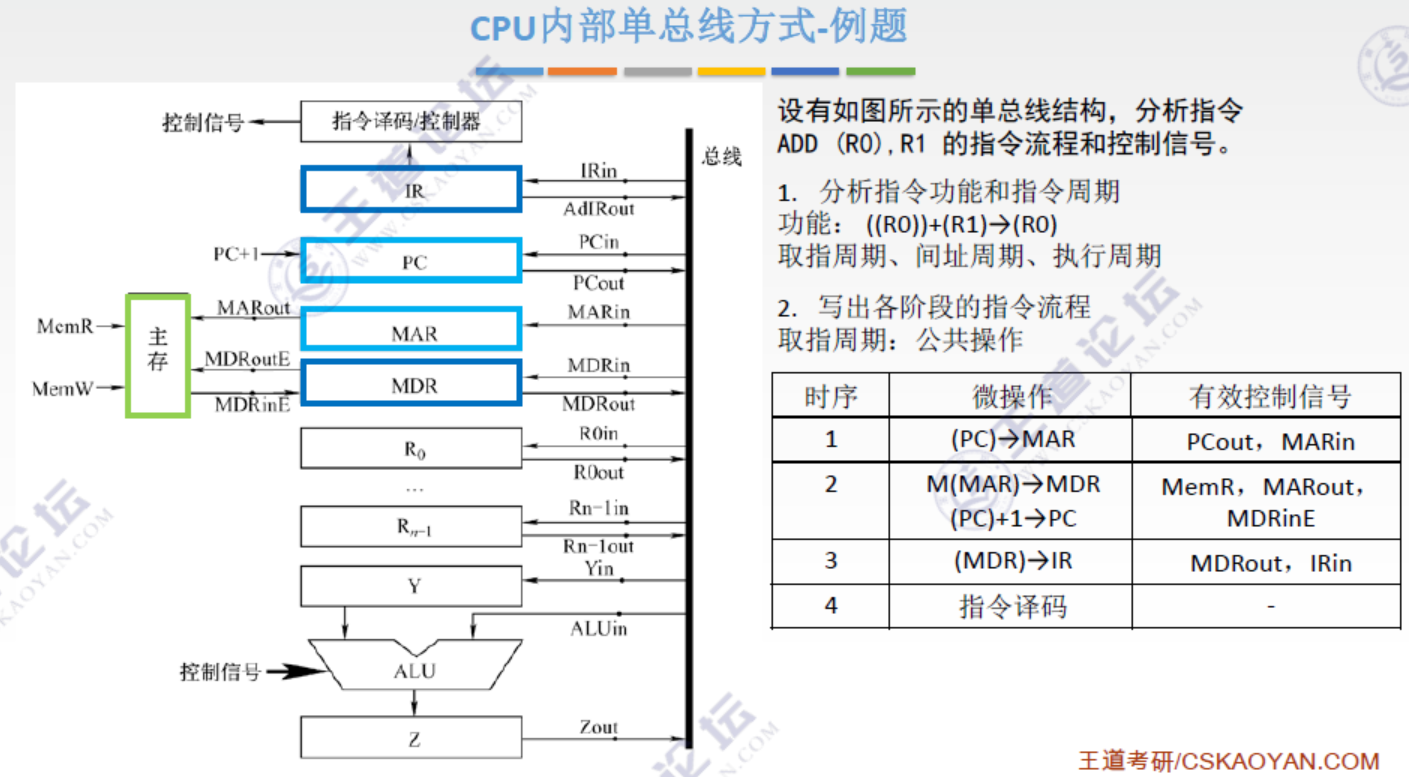 CPU内部单总线方式-例题
控制信号
指令译码/控制器
总线
IRin
IR
AdIRout
PCin
PC+1
PC
PCout
MARout
MARin
MemR
主存
MAR
MDRoutE
MDRin
MemW
MDR
MDRinE
MDRout
R0in
R0
R0out
...
Rn-1in
Rn-1
Rn-1out
Yin
Y
ALUin
控制信号
ALU
Zout
Z
设有如图所示的单总线结构，分析指令
ADD (R0),R1 的指令流程和控制信号。
1. 分析指令功能和指令周期
功能： ((R0))+(R1)→(R0)
取指周期、间址周期、执行周期
2. 写出各阶段的指令流程
取指周期：公共操作
时序 微操作 有效控制信号
1 (PC)→MAR PCout，MARin
2 M(MAR)→MDR MemR，MARout，
(PC)+1→PC MDRinE
3 (MDR)→IR MDRout，IRin
4 指令译码 -
王道考研/CSKAOYAN.COM
王道论坛
WWW.CSKAOYAN.COM